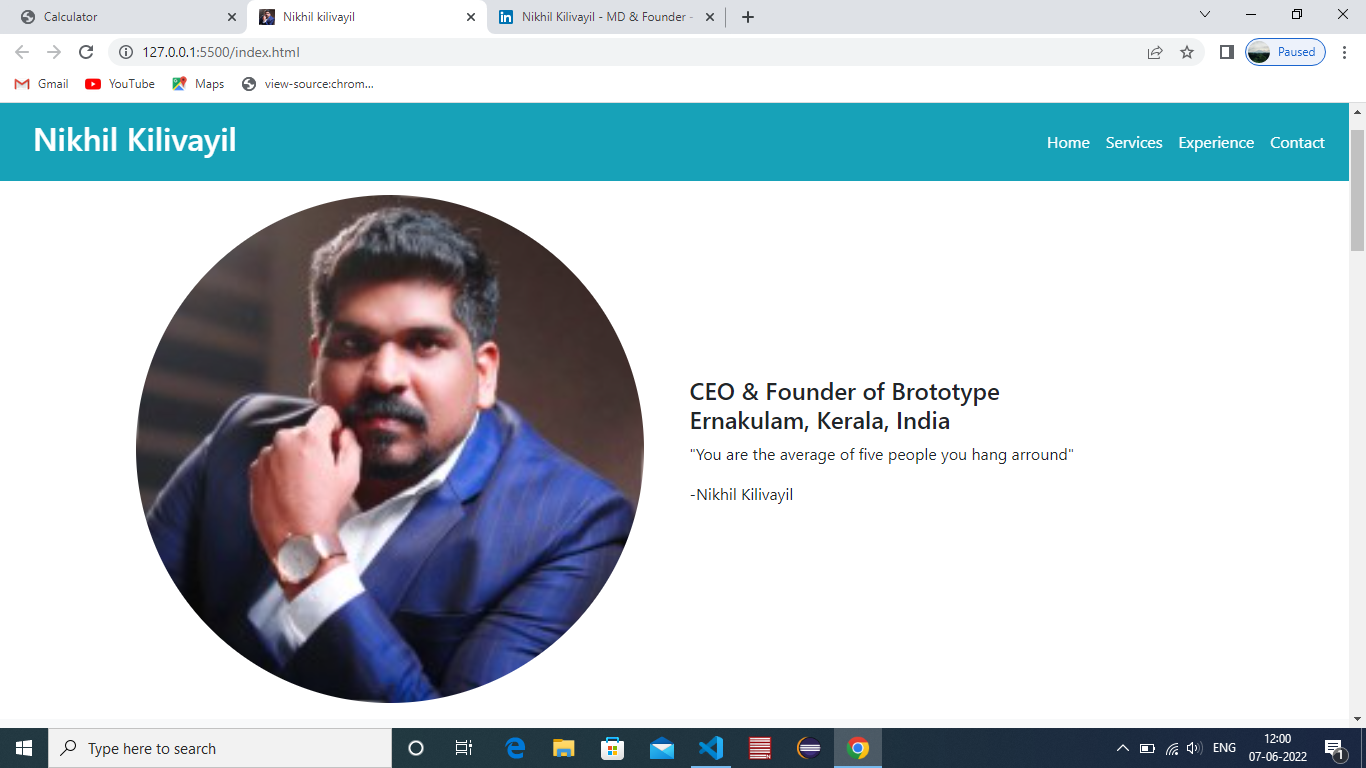 Calculator
Nikhil kilivayil
Nikhil Kilivayil - MD & Founder -
127.0.0.1:5500/index.html
Paused
Gmail
YouTube
Maps
view-source:chrom...
Nikhil Kilivayil
Home Services Experience Contact
CEO & Founder of Brototype
Ernakulam, Kerala, India
"You are the average of five people you hang arround"
-Nikhil Kilivayil
Type here to search
ENG
12:00
07-06-2022
1